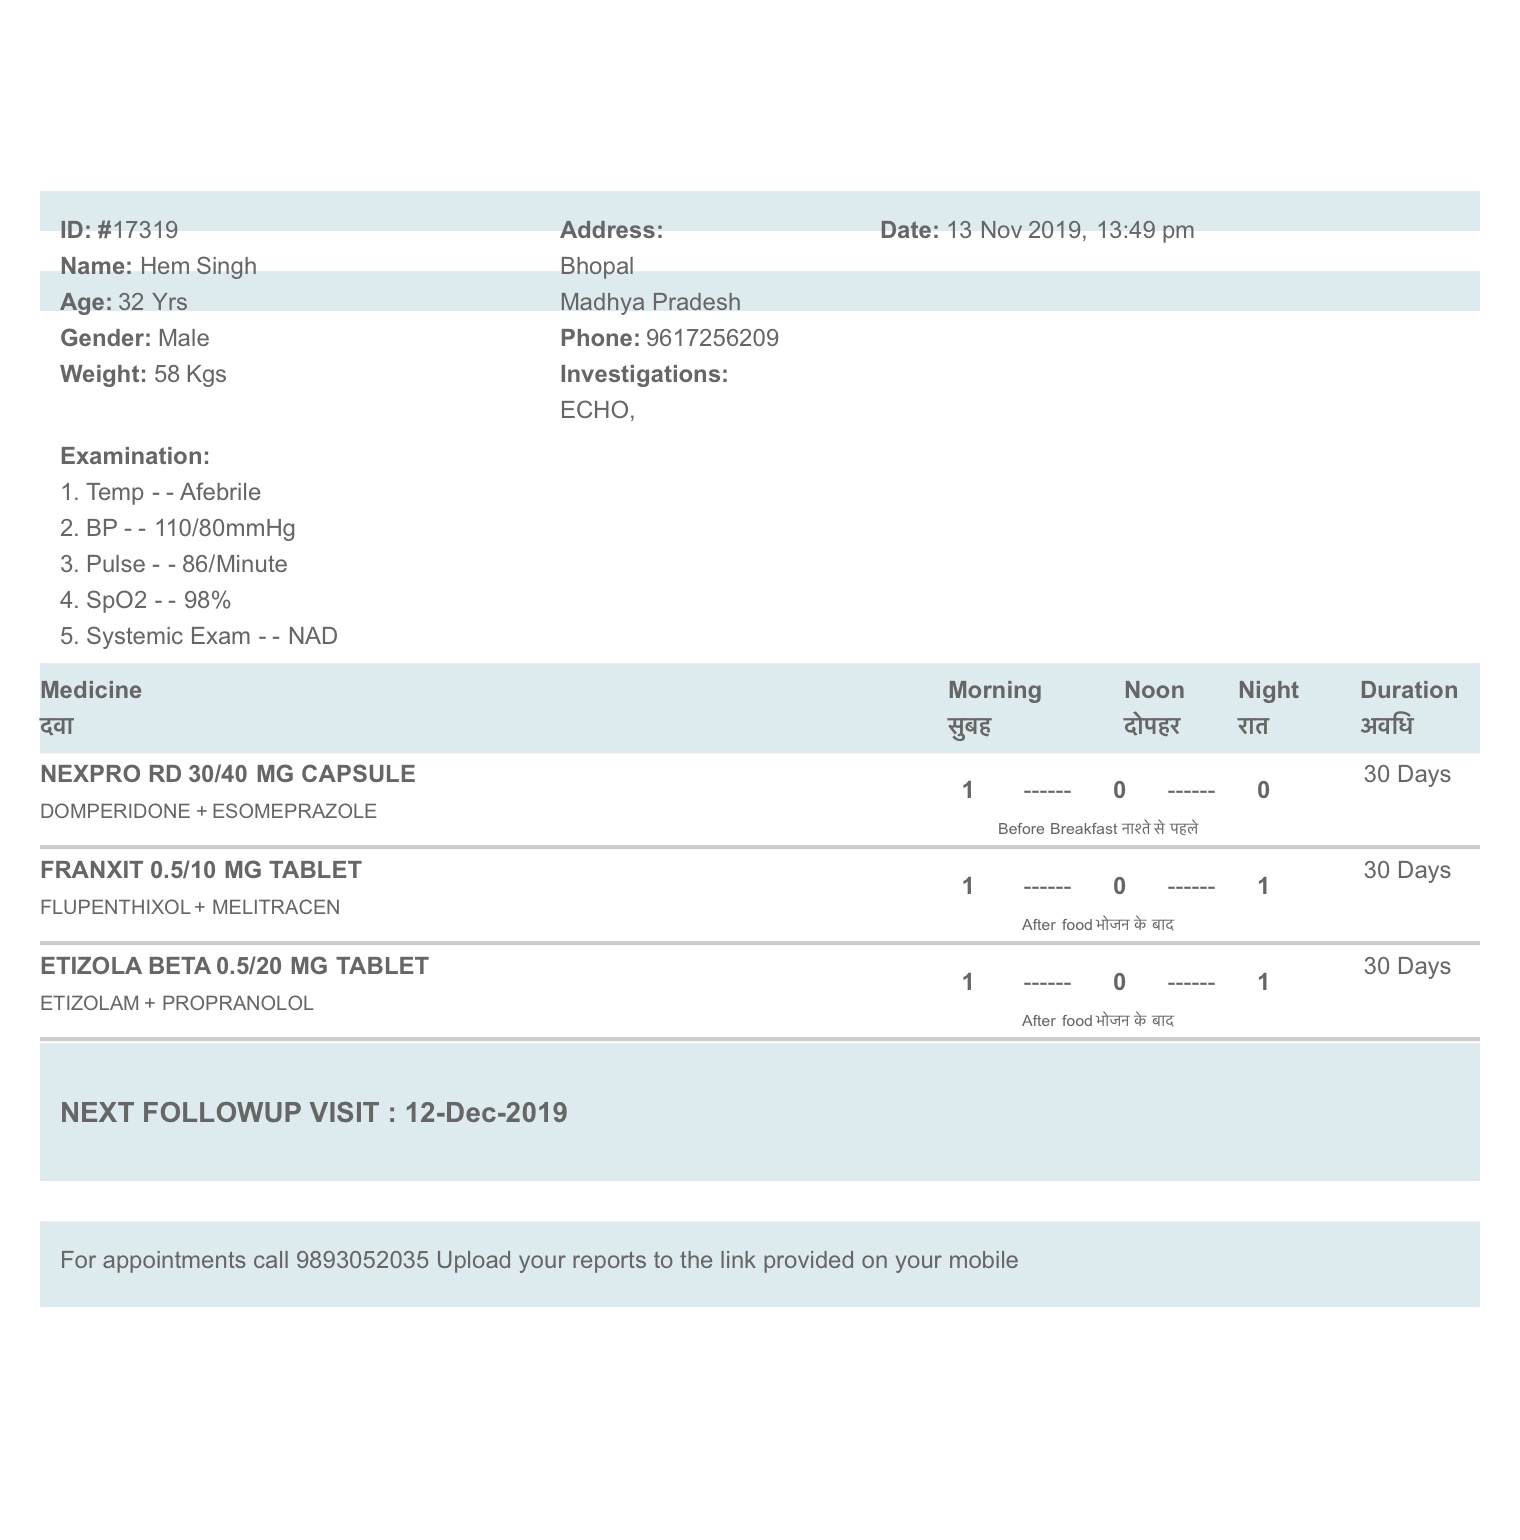 ID: #17319 Address: Date: 13 Nov 2019, 13:49 pm
Name: Hem Singh Bhopal
Age: 32 Yrs Madhya Pradesh
Gender: Male Phone: 9617256209
Weight: 58 Kgs Investigations:
ECHO,
Examination:
1. Temp - - Afebrile
2. BP - - 110/80mmHg
3. Pulse - - 86/Minute
4. SpO2 - - 98%
5. Systemic Exam - - NAD
Medicine Morning Noon Night Duration
दवा सुबह दोपहर रात अवधि
NEXPRO RD 30/40 MG CAPSULE 30 Days
1 ------ 0 ------ 0
DOMPERIDONE + ESOMEPRAZOLE
Before Breakfast नाश्ते से पहले
FRANXIT 0.5/10 MG TABLET 30 Days
1 ------ 0 ------ 1
FLUPENTHIXOL + MELITRACEN
After food भोजन के बाद
ETIZOLA BETA 0.5/20 MG TABLET 30 Days
1 ------ 0 ------ 1
ETIZOLAM + PROPRANOLOL
After food भोजन के बाद
NEXT FOLLOWUP VISIT : 12-Dec-2019
For appointments call 9893052035 Upload your reports to the link provided on your mobile